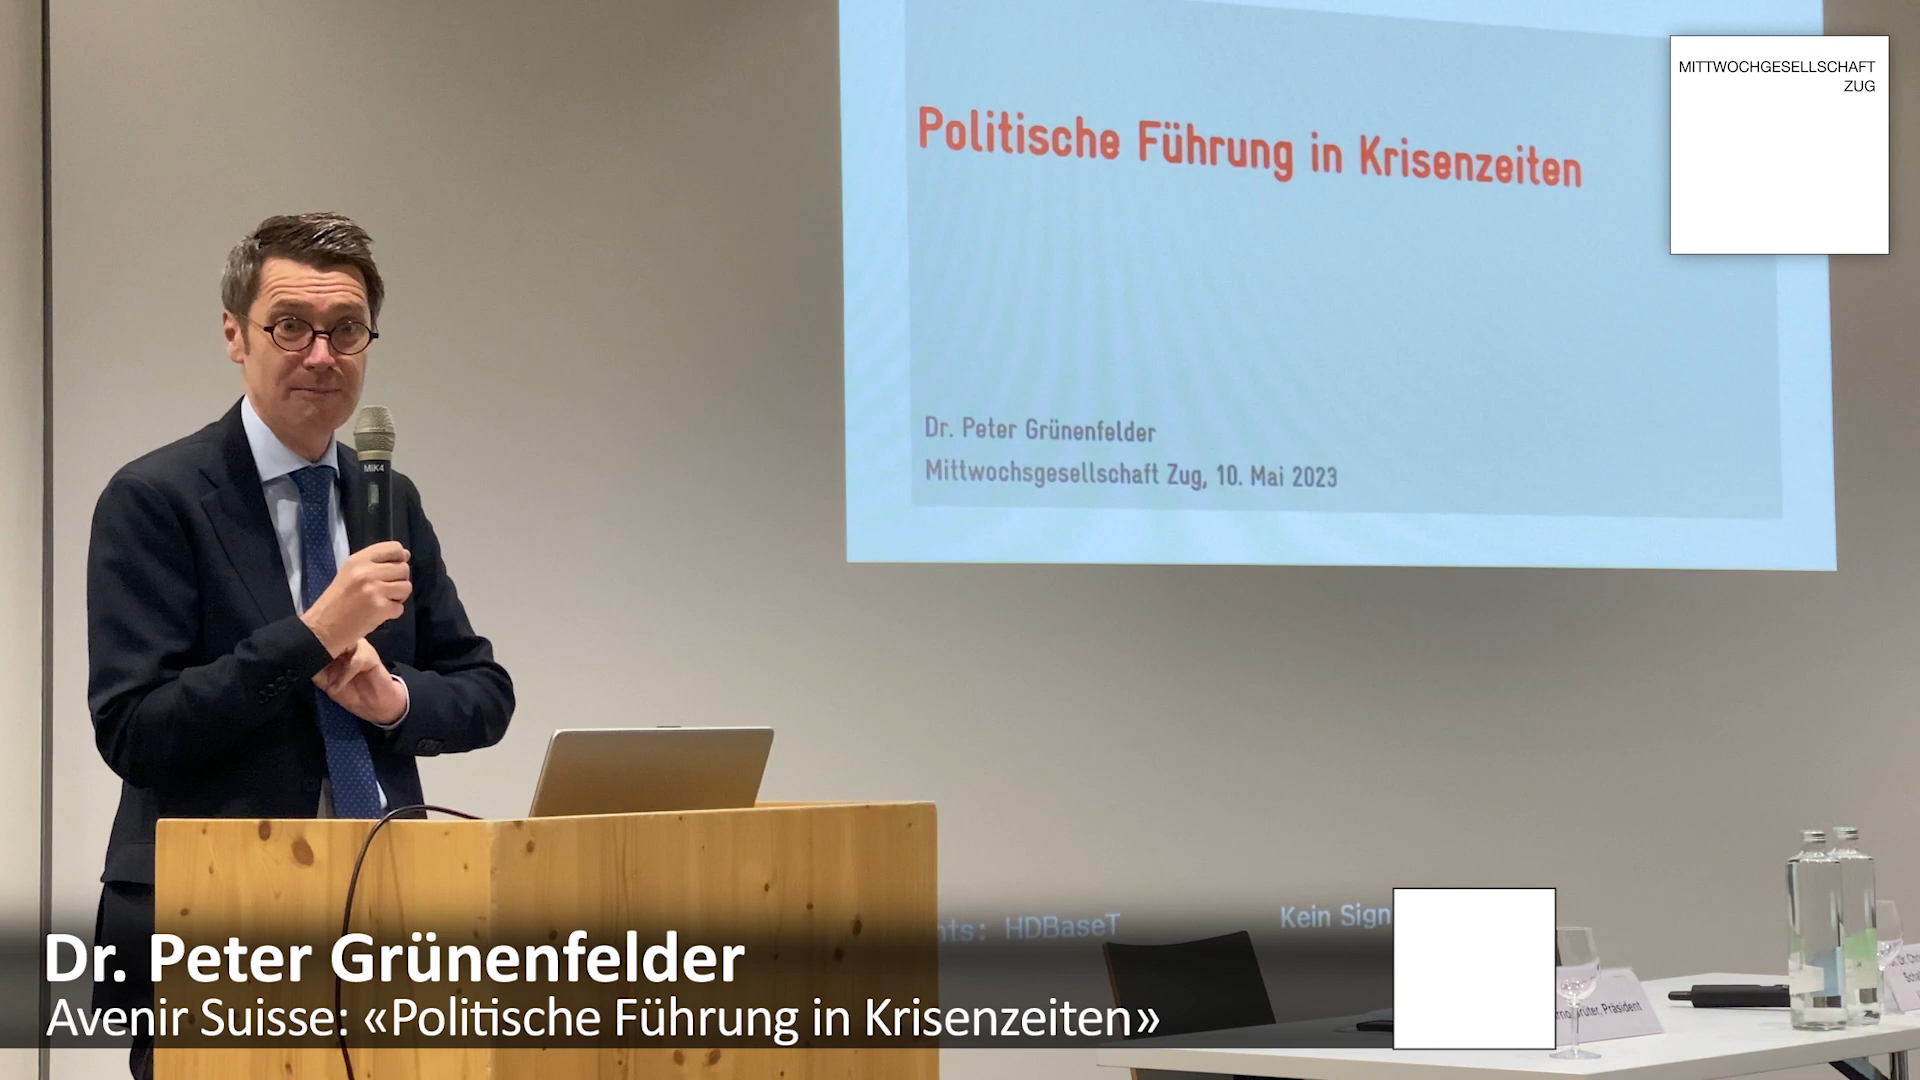 MITTWOCHGESELLSCHAFT
ZUG
Politische Führung in Krisenzeiten
Dr. Peter Grünenfelder
Mittwochsgesellschaft Zug, 10. Mai 2023
MiK4
HDBaseT
Kein
Präsident
Dr. Peter Grünenfelder
Avenir Suisse: «Politische Führung in Krisenzeiten»